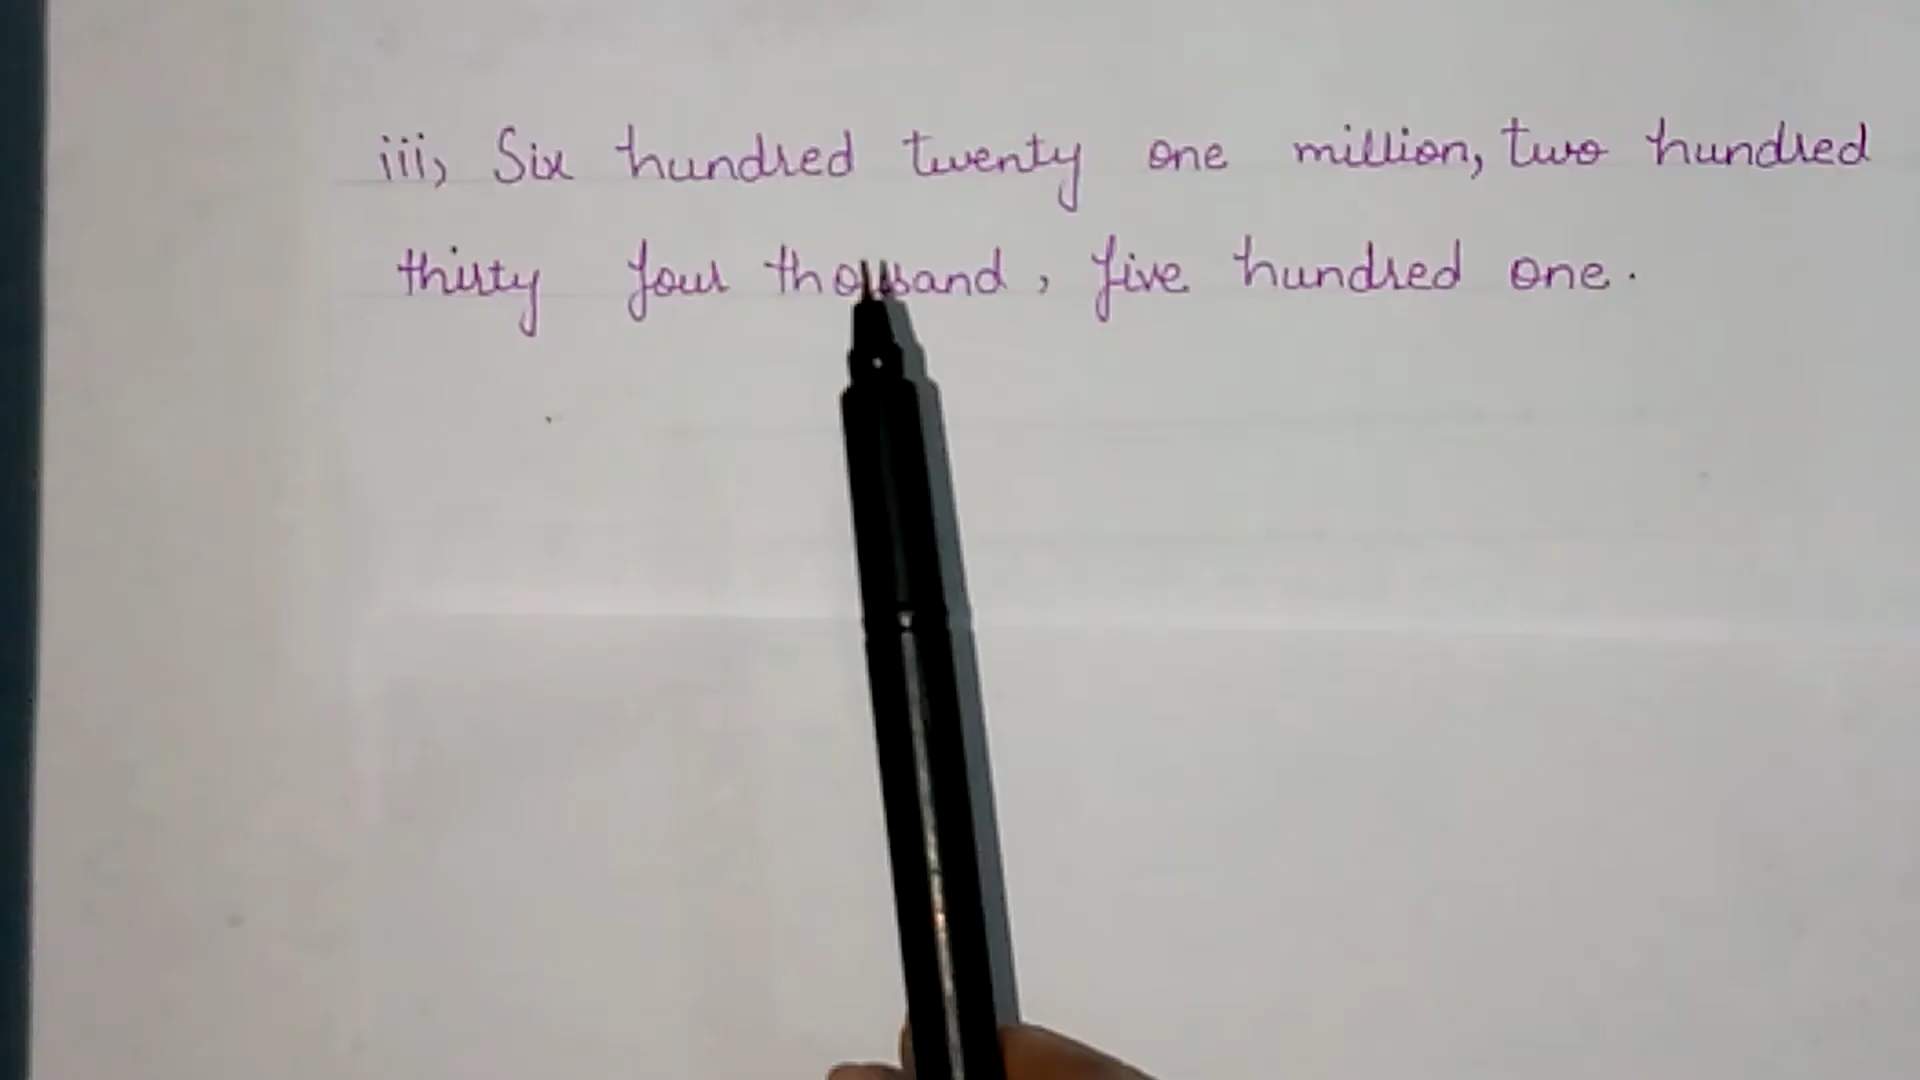 iii, Six hundred twenty one million, two hundred
thirty four thousand, five hundred one.